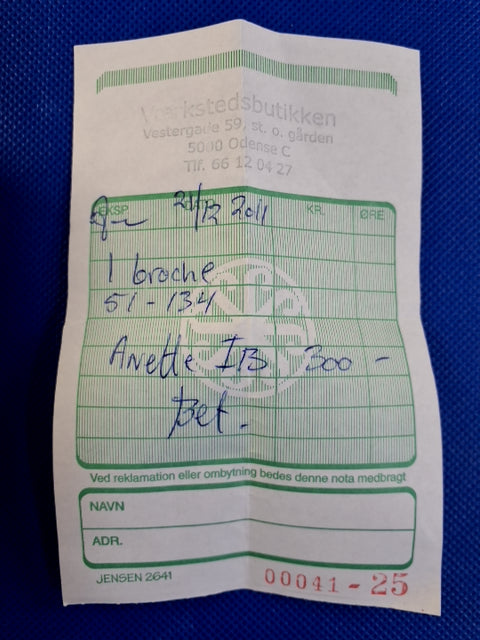 Værkstedsbutikken
Vestergade 59, st. o. gården
5000 Odense C
Tlf. 66 12 04 27
EKSP. KR. ØRE
21/12 2011
1 broche
51-134
Anette IB 300-
Bet.
Ved reklamation eller ombytning bedes denne nota medbragt
NAVN
ADR.
JENSEN 2641 00041-25